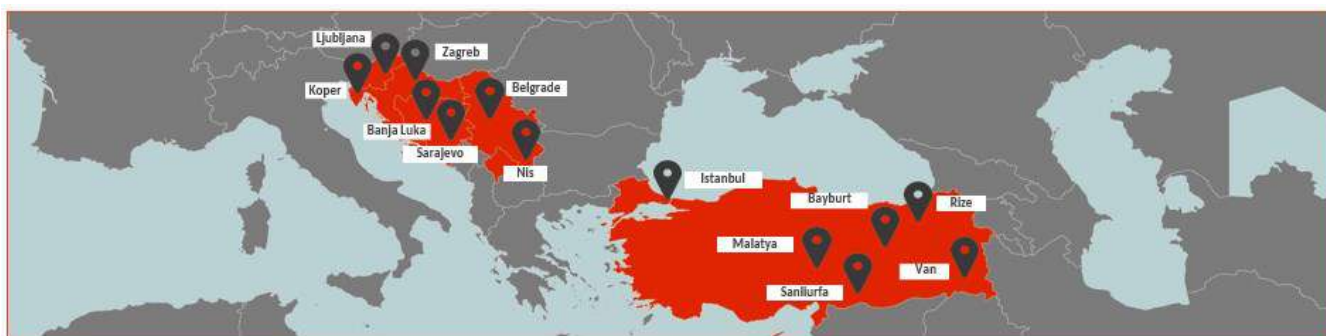 Ljubljana
Zagreb
Koper
Belgrade
Banja Luka
Sarajevo
Nis
Istanbul
Bayburt
Rize
Malatya
Van
Sanliurfa